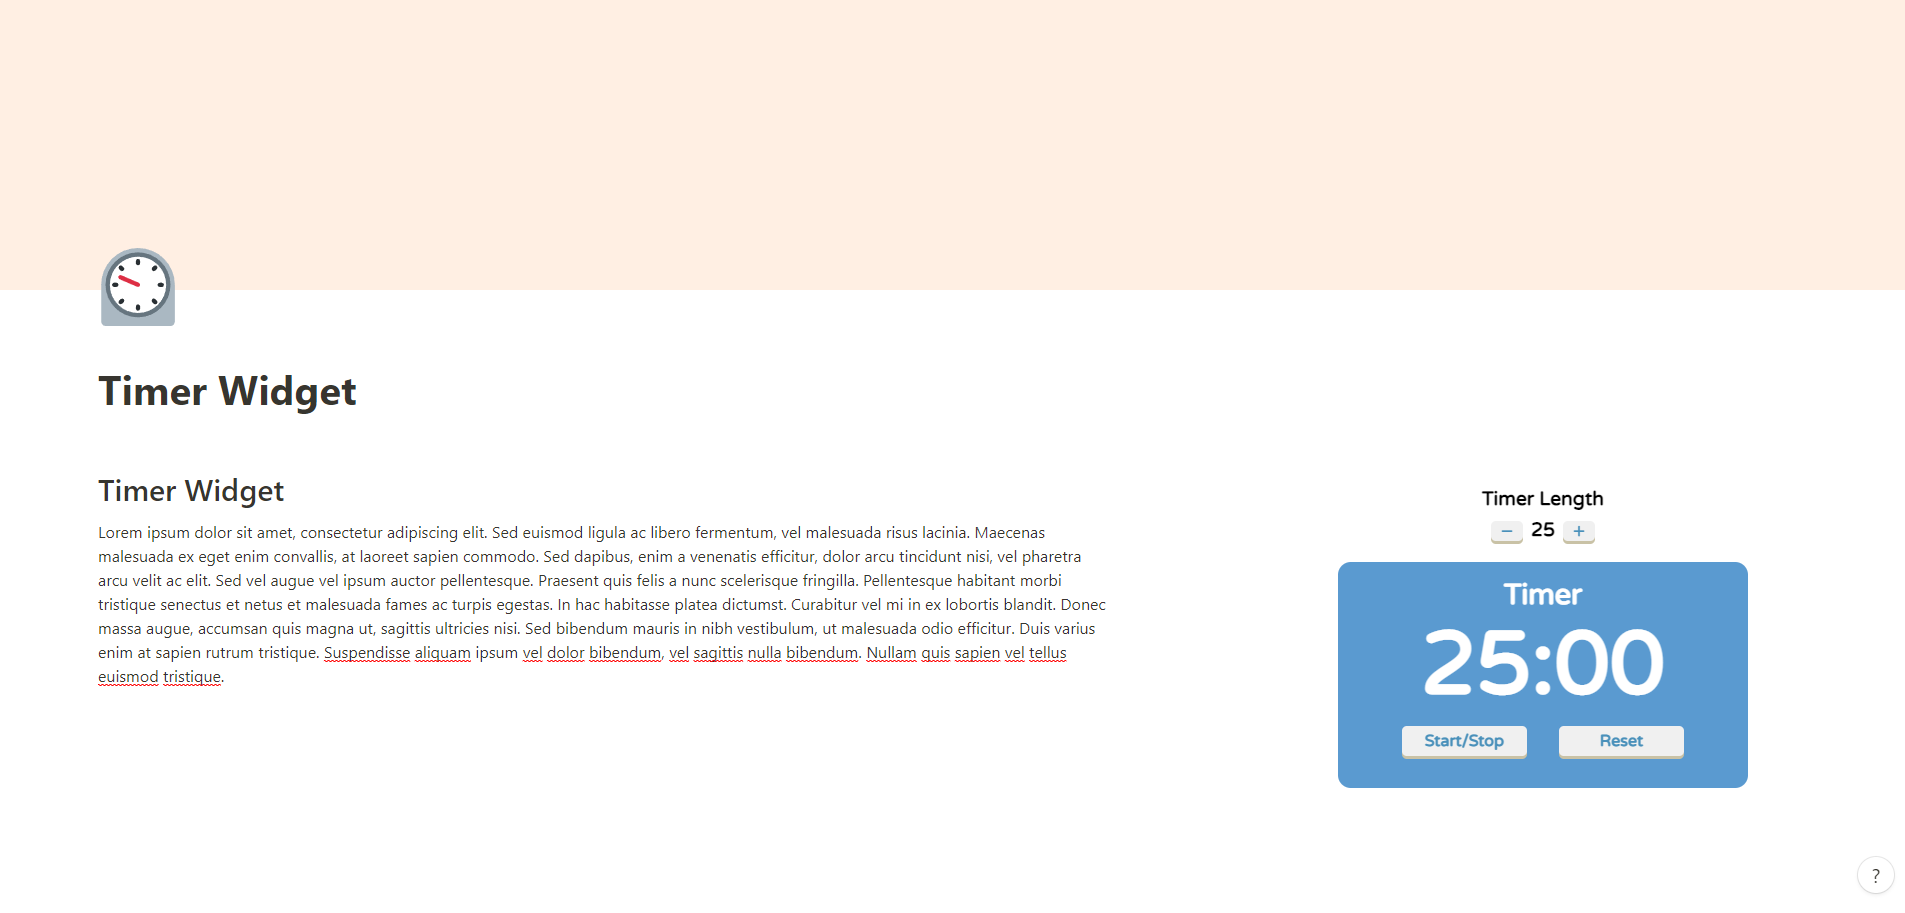 Timer Widget
Timer Widget
Lorem ipsum dolor sit amet, consectetur adipiscing elit. Sed euismod ligula ac libero fermentum, vel malesuada risus lacinia. Maecenas
malesuada ex eget enim convallis, at laoreet sapien commodo. Sed dapibus, enim a venenatis efficitur, dolor arcu tincidunt nisi, vel pharetra
arcu velit ac elit. Sed vel augue vel ipsum auctor pellentesque. Praesent quis felis a nunc scelerisque fringilla. Pellentesque habitant morbi
tristique senectus et netus et malesuada fames ac turpis egestas. In hac habitasse platea dictumst. Curabitur vel mi in ex lobortis blandit. Donec
massa augue, accumsan quis magna ut, sagittis ultricies nisi. Sed bibendum mauris in nibh vestibulum, ut malesuada odio efficitur. Duis varius
enim at sapien rutrum tristique. Suspendisse aliquam ipsum vel dolor bibendum, vel sagittis nulla bibendum. Nullam quis sapien vel tellus
euismod tristique.
Timer Length
− 25 +
Timer
25:00
Start/Stop Reset
?